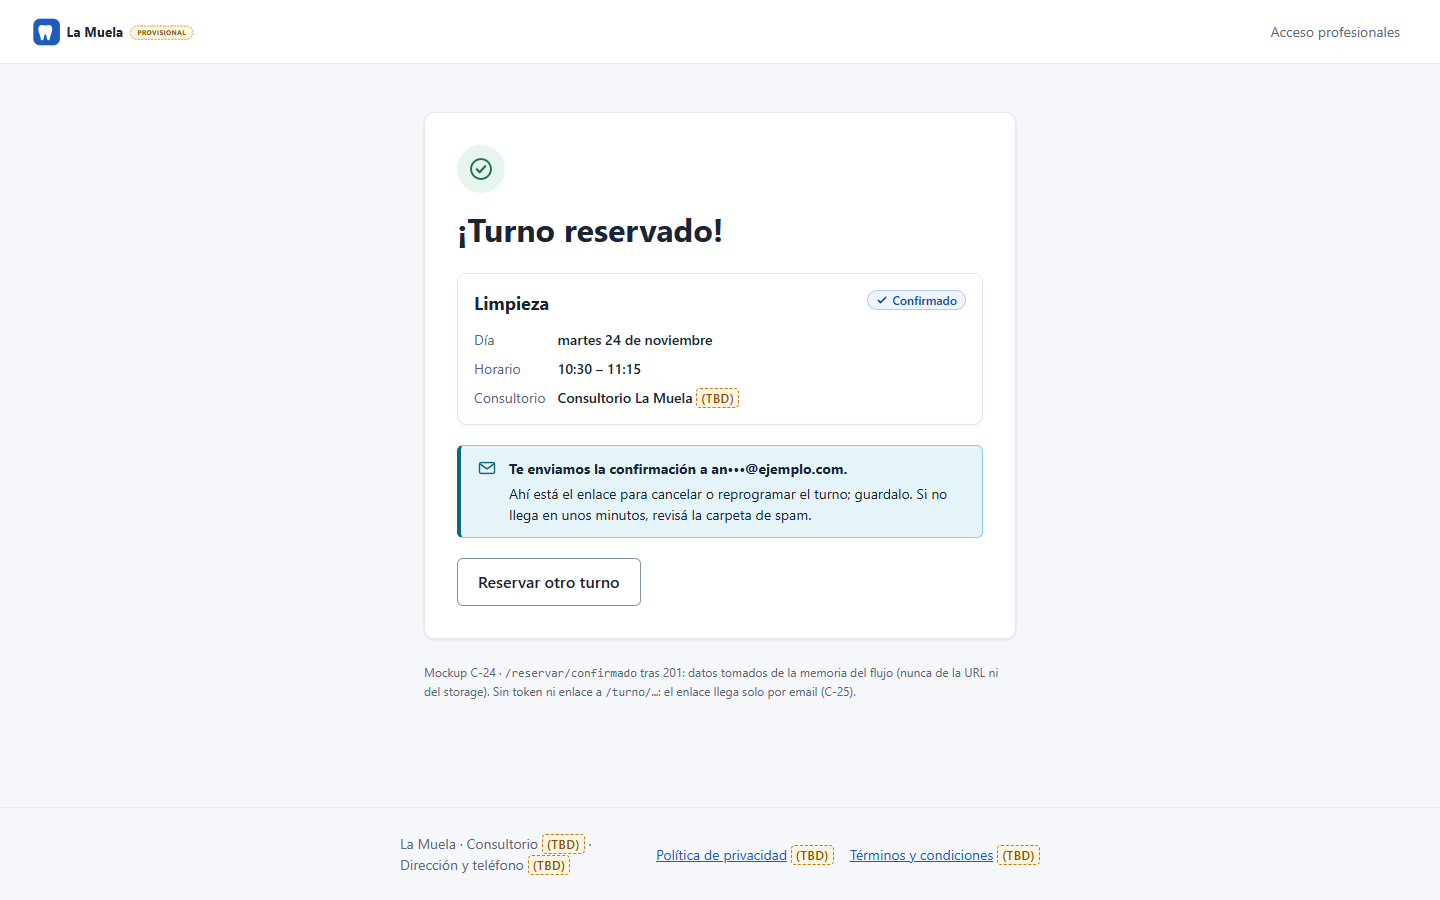 La Muela PROVISIONAL
Acceso profesionales
¡Turno reservado!
Limpieza
Confirmado
Día martes 24 de noviembre
Horario 10:30 – 11:15
Consultorio Consultorio La Muela (TBD)
Te enviamos la confirmación a an•••@ejemplo.com.
Ahí está el enlace para cancelar o reprogramar el turno; guardalo. Si no
llega en unos minutos, revisá la carpeta de spam.
Reservar otro turno
Mockup C-24 · /reservar/confirmado tras 201: datos tomados de la memoria del flujo (nunca de la URL ni
del storage). Sin token ni enlace a /turno/…: el enlace llega solo por email (C-25).
La Muela · Consultorio (TBD) ·
Dirección y teléfono (TBD)
Política de privacidad (TBD) Términos y condiciones (TBD)